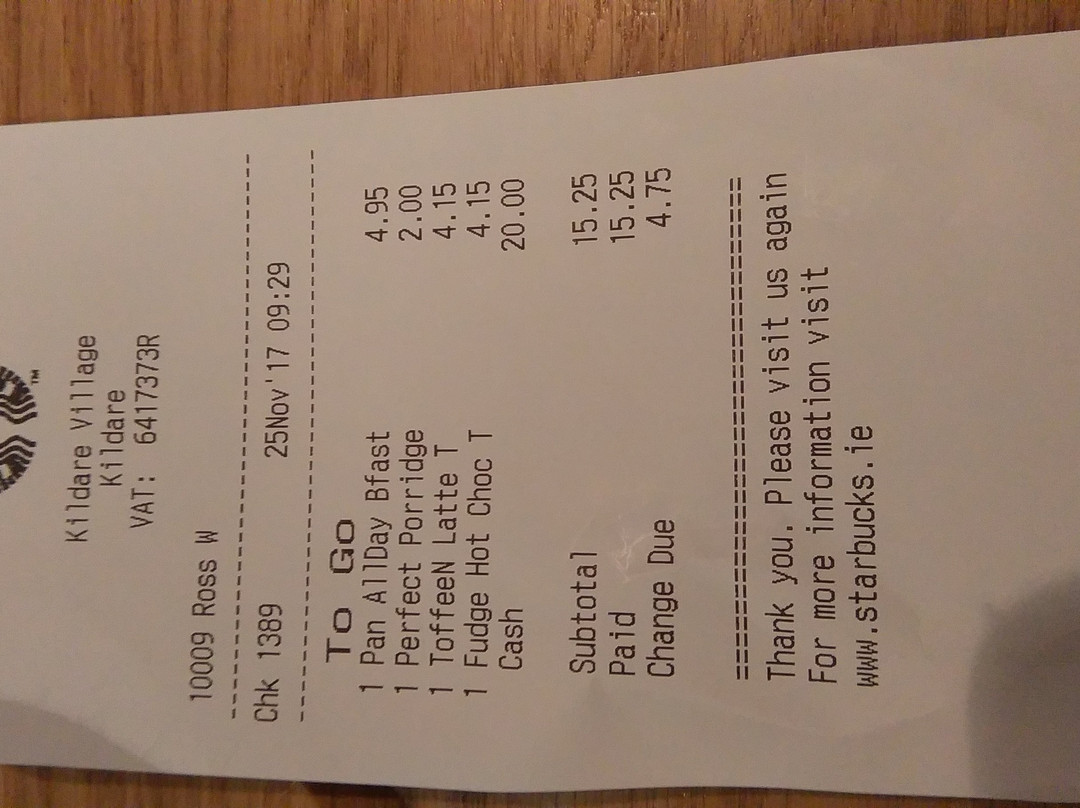 TM
Kildare Village
Kildare
VAT: 6417373R
10009 Ross W
Chk 1389 25Nov'17 09:29
To Go
1 Pan AllDay Bfast 4.95
1 Perfect Porridge 2.00
1 ToffeeN Latte T 4.15
1 Fudge Hot Choc T 4.15
Cash 20.00
Subtotal 15.25
Paid 15.25
Change Due 4.75
Thank you. Please visit us again
For more information visit
www.starbucks.ie